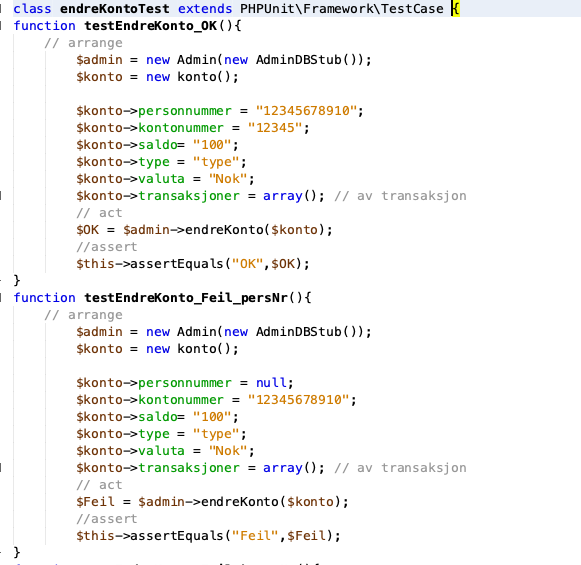 class endreKontoTest extends PHPUnit\Framework\TestCase {
function testEndreKonto_OK(){
// arrange
$admin = new Admin(new AdminDBStub());
$konto = new konto();
$konto->personnummer = "12345678910";
$konto->kontonummer = "12345";
$konto->saldo= "100";
$konto->type = "type";
$konto->valuta = "Nok";
$konto->transaksjoner = array(); // av transaksjon
// act
$OK = $admin->endreKonto($konto);
//assert
$this->assertEquals("OK",$OK);
}
function testEndreKonto_Feil_persNr(){
// arrange
$admin = new Admin(new AdminDBStub());
$konto = new konto();
$konto->personnummer = null;
$konto->kontonummer = "12345678910";
$konto->saldo= "100";
$konto->type = "type";
$konto->valuta = "Nok";
$konto->transaksjoner = array(); // av transaksjon
// act
$Feil = $admin->endreKonto($konto);
//assert
$this->assertEquals("Feil",$Feil);
}